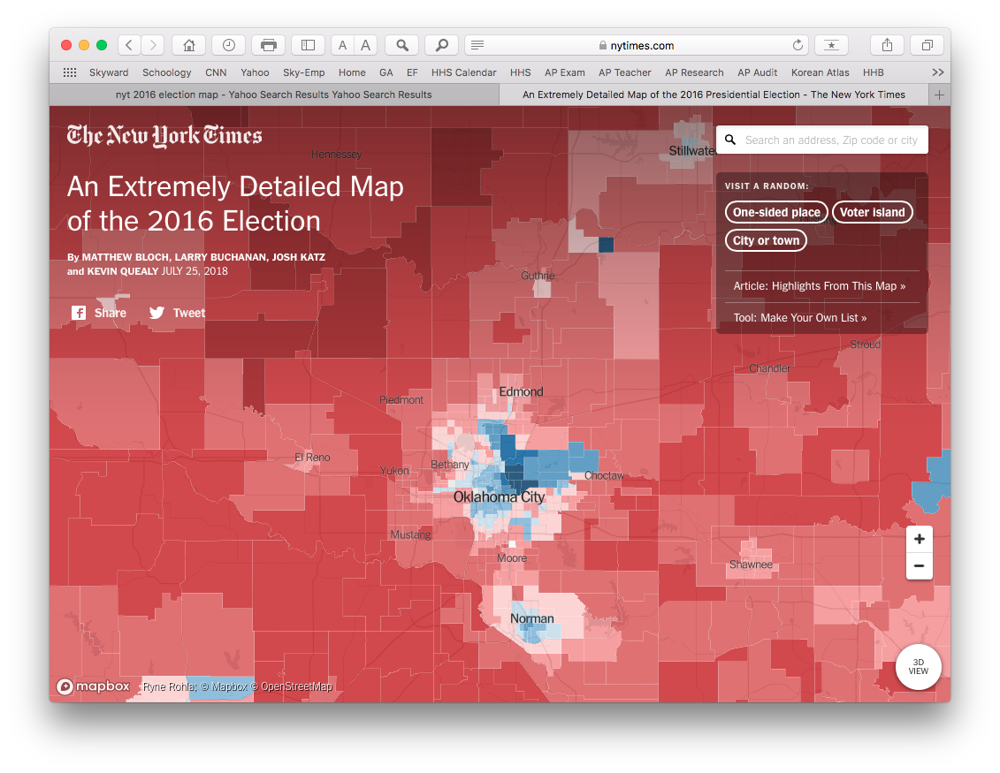 nytimes.com
Skyward Schoology CNN Yahoo Sky-Emp Home GA EF HHS Calendar HHS AP Exam AP Teacher AP Research AP Audit Korean Atlas HHB
nyt 2016 election map - Yahoo Search Results Yahoo Search Results
An Extremely Detailed Map of the 2016 Presidential Election - The New York Times
A A
The New York Times
Search an address, Zip code or city
Hennessey
Stillwater
An Extremely Detailed Map
of the 2016 Election
VISIT A RANDOM:
One-sided place
Voter island
City or town
By MATTHEW BLOCH, LARRY BUCHANAN, JOSH KATZ
and KEVIN QUEALY JULY 25, 2018
Guthrie
Article: Highlights From This Map »
Share
Tweet
Tool: Make Your Own List »
Stroud
Chandler
Edmond
Piedmont
El Reno
Bethany
Yukon
Choctaw
Oklahoma City
Mustang
Moore
Shawnee
Norman
3D
VIEW
mapbox
Ryne Rohla; © Mapbox © OpenStreetMap